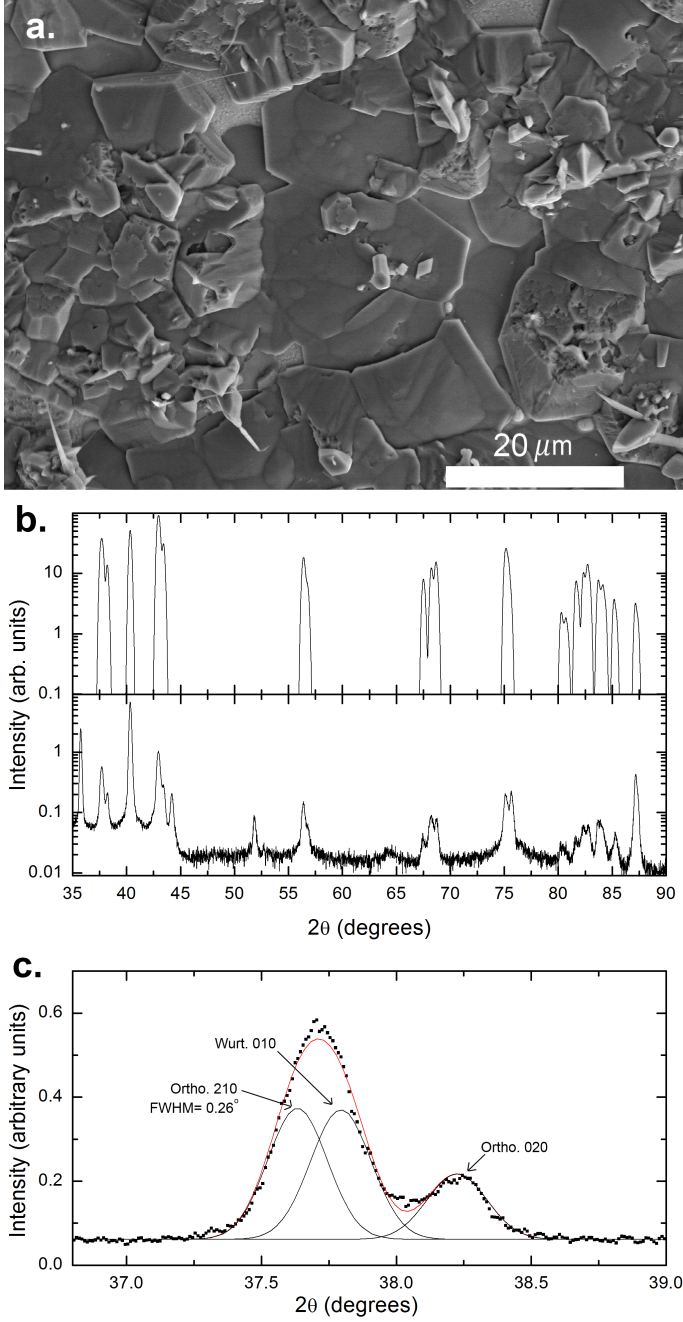 a.
20 μm
b.
10
1
0.1
1
0.1
0.01
Intensity (arb. units)
35 40 45 50 55 60 65 70 75 80 85 90
2θ (degrees)
c.
0.6
0.4
0.2
0.0
Intensity (arbitrary units)
Wurt. 010
Ortho. 210
FWHM= 0.26°
Ortho. 020
37.0 37.5 38.0 38.5 39.0
2θ (degrees)